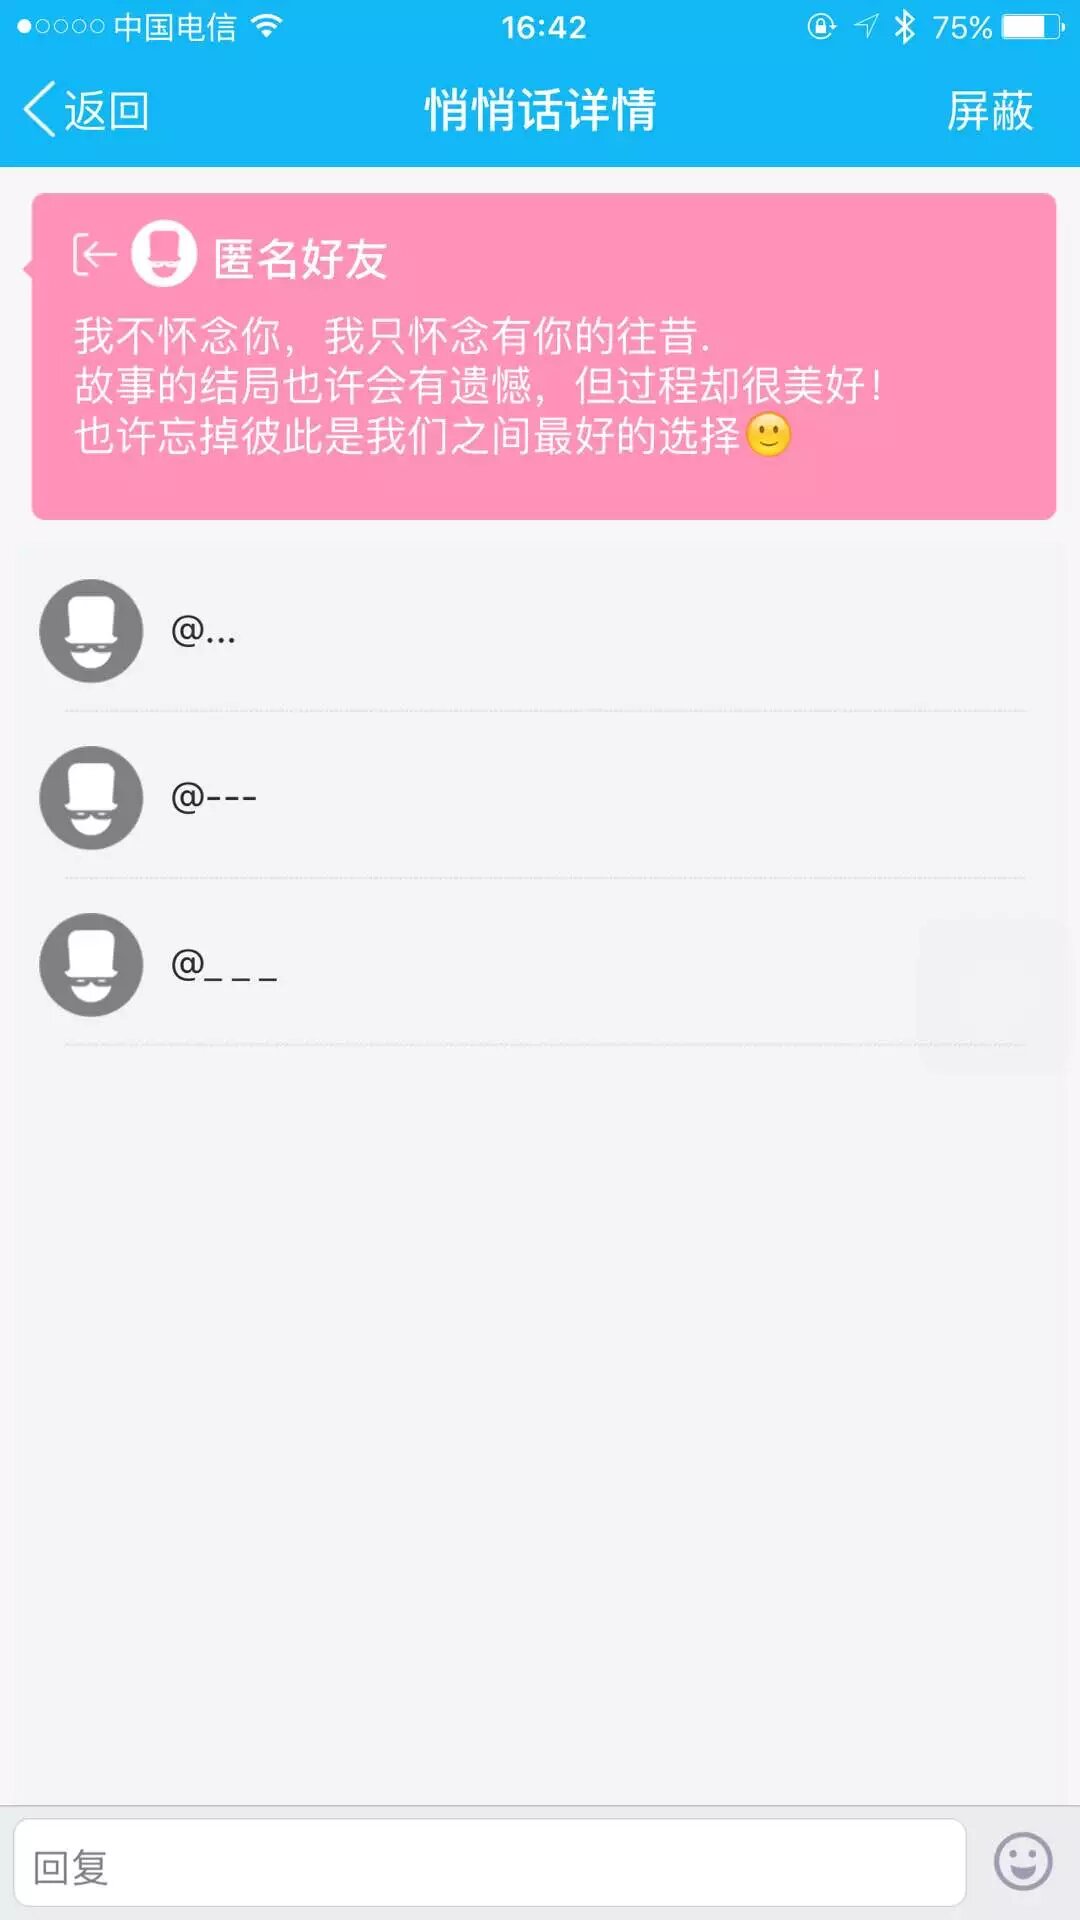 中国电信 16:42 75%
返回 悄悄话详情 屏蔽
匿名好友
我不怀念你，我只怀念有你的往昔.
故事的结局也许会有遗憾，但过程却很美好！
也许忘掉彼此是我们之间最好的选择🙂
@...
@---
@_ _ _
回复